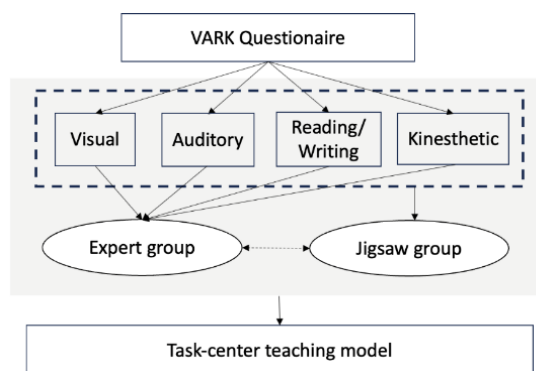 VARK Questionaire
Visual
Auditory
Reading/
Writing
Kinesthetic
Expert group
Jigsaw group
Task-center teaching model